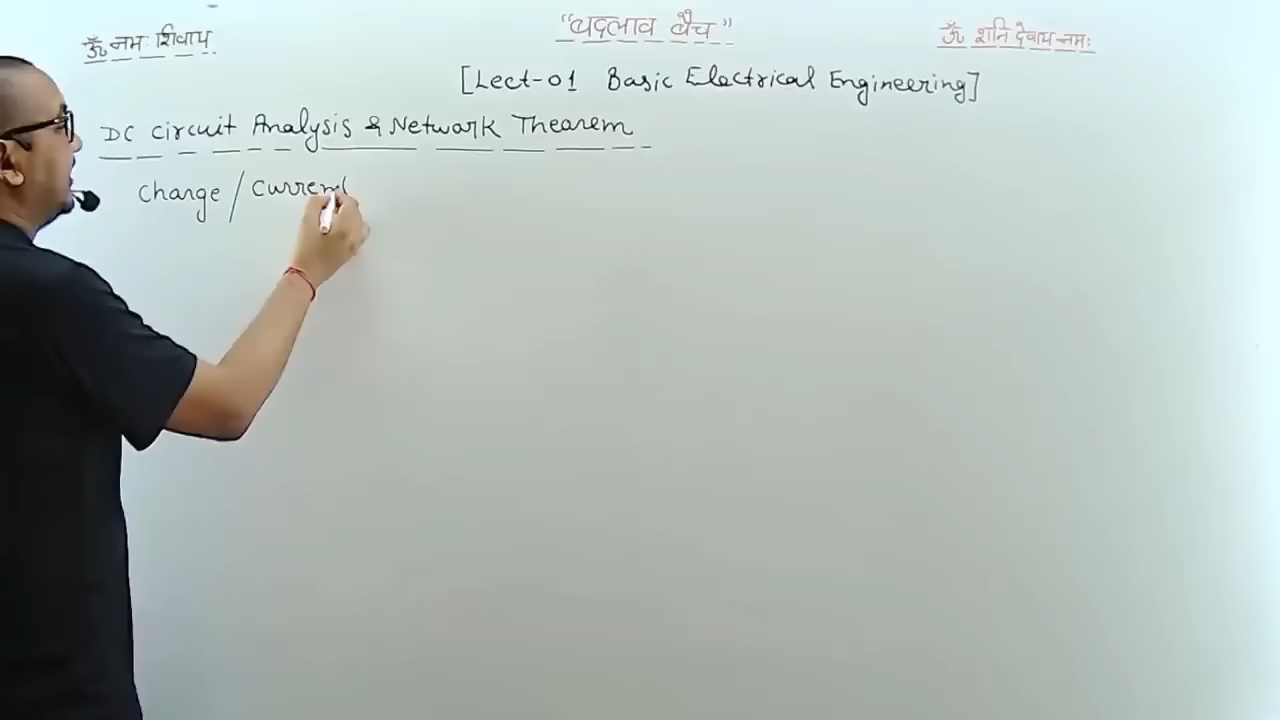 ॐ नमः शिवाय "बदलाव बैच" ॐ शनि देवाय नमः
[Lect-01 Basic Electrical Engineering]
DC Circuit Analysis & Network Theorem
Charge / Current